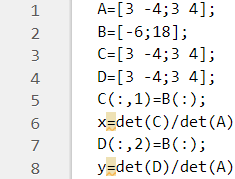 1 A=[3 -4;3 4];
2 B=[-6;18];
3 C=[3 -4;3 4];
4 D=[3 -4;3 4];
5 C(:,1)=B(:);
6 x=det(C)/det(A)
7 D(:,2)=B(:);
8 y=det(D)/det(A)